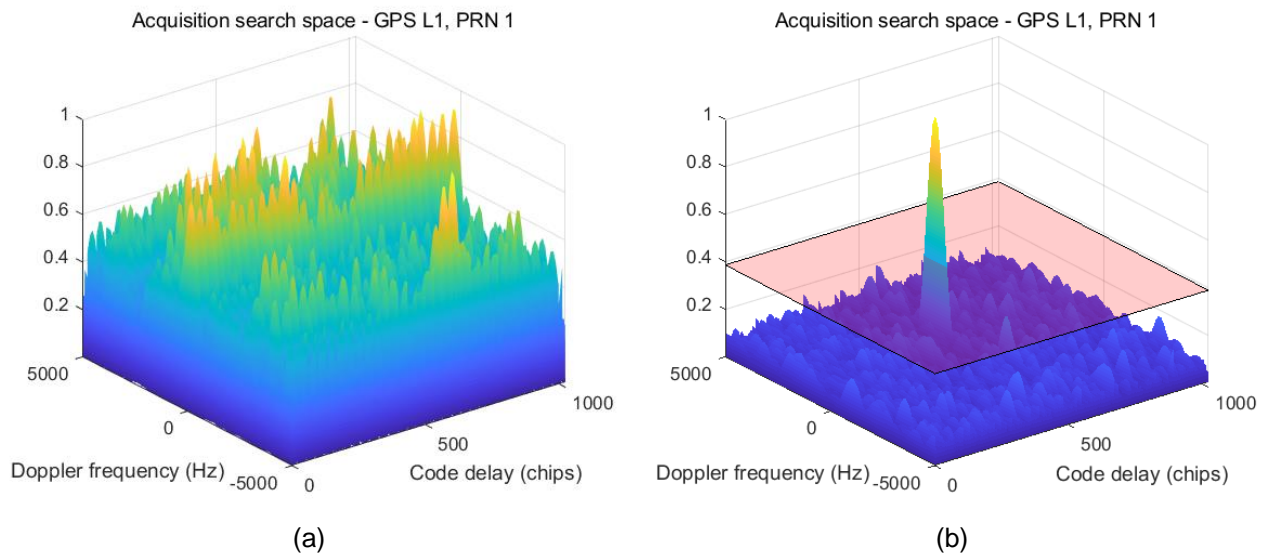 Acquisition search space - GPS L1, PRN 1
1
0.8
0.6
0.4
0.2
5000
0
-5000
Doppler frequency (Hz)
0
500
1000
Code delay (chips)
(a)
Acquisition search space - GPS L1, PRN 1
1
0.8
0.6
0.4
0.2
5000
0
-5000
Doppler frequency (Hz)
0
500
1000
Code delay (chips)
(b)